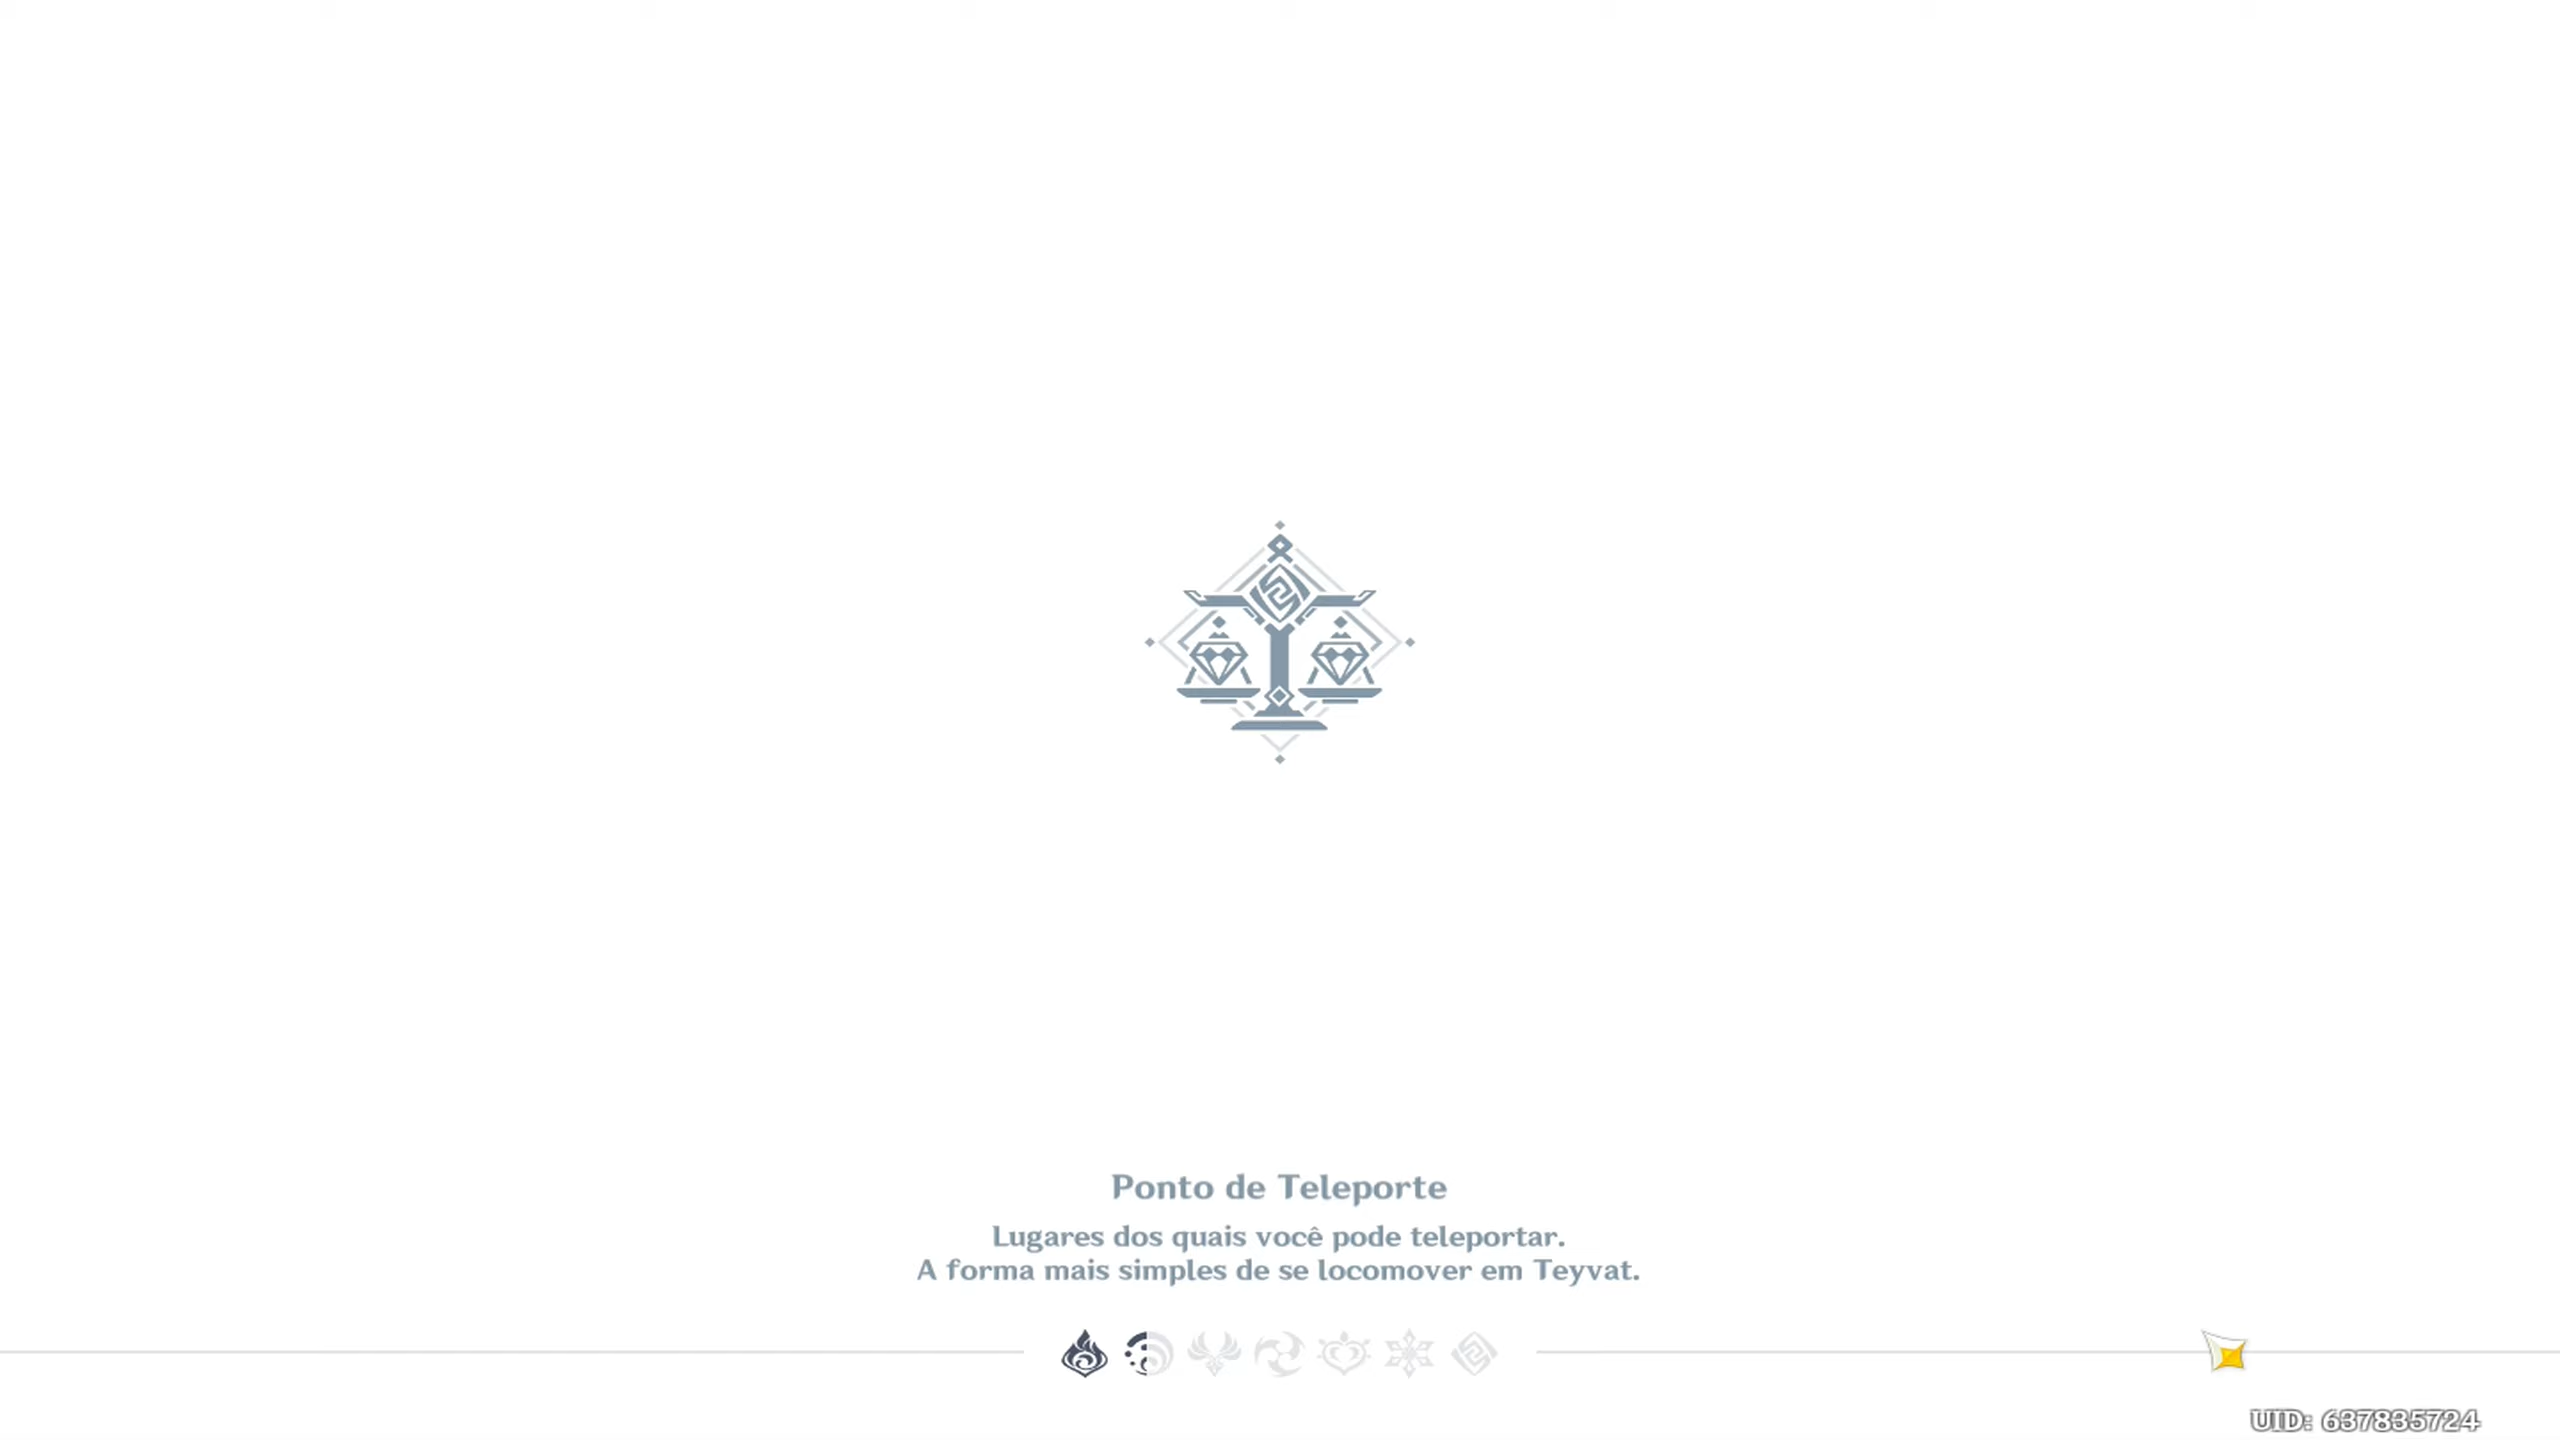 Ponto de Teleporte
Lugares dos quais você pode teleportar.
A forma mais simples de se locomover em Teyvat.
UID: 637835724